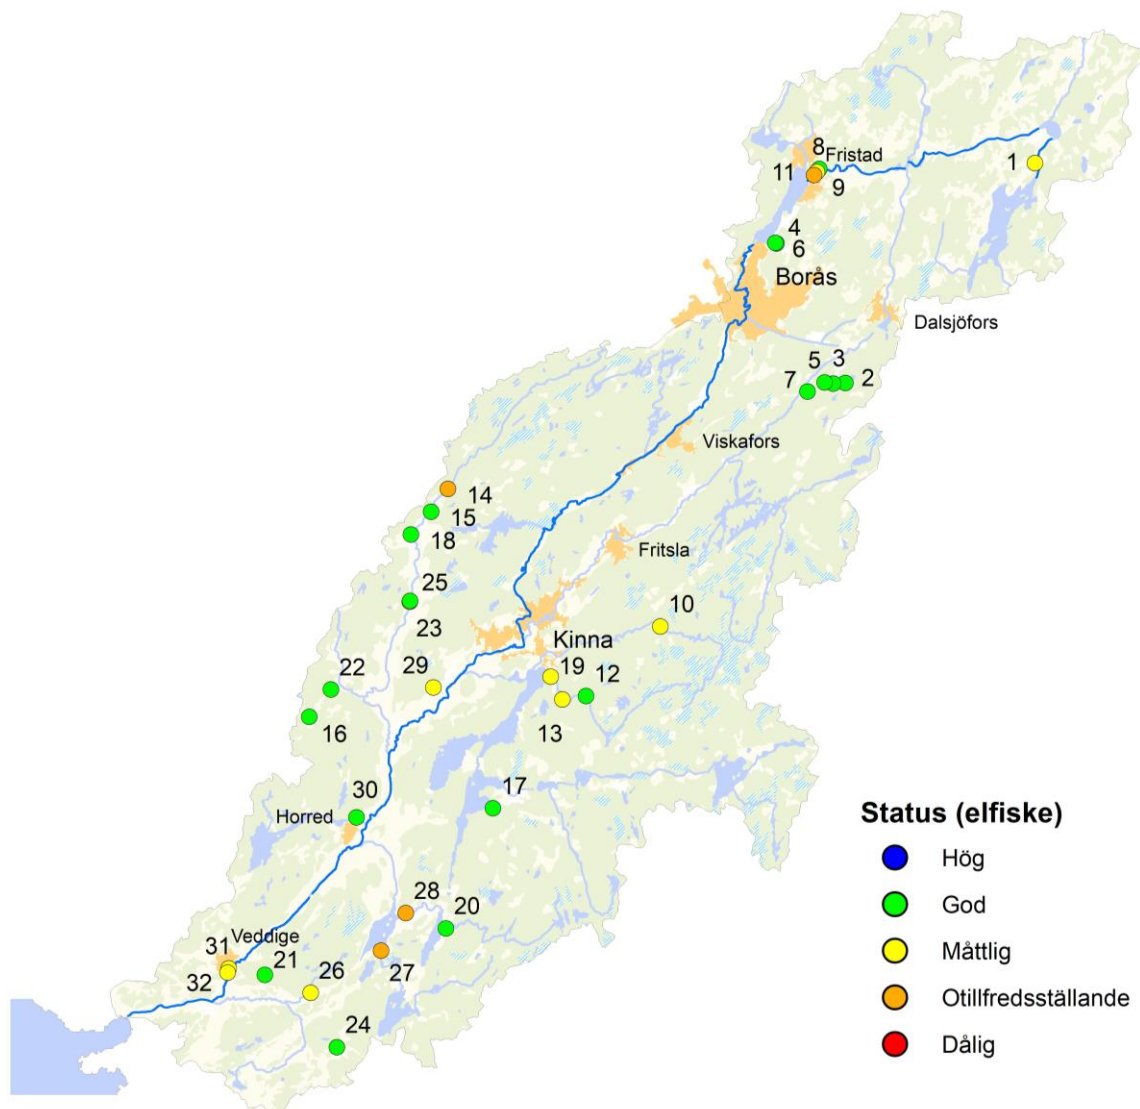 8
Fristad
1
11
9
4
6
Borås
Dalsjöfors
5 3
7
2
Viskafors
14
15
18
Fritsla
25
10
23
Kinna
22
29
19 12
16
13
17
30
Horred
Status (elfiske)
Hög
God
Måttlig
Otillfredsställande
Dålig
28
20
31
Veddige
32
21
26
27
24